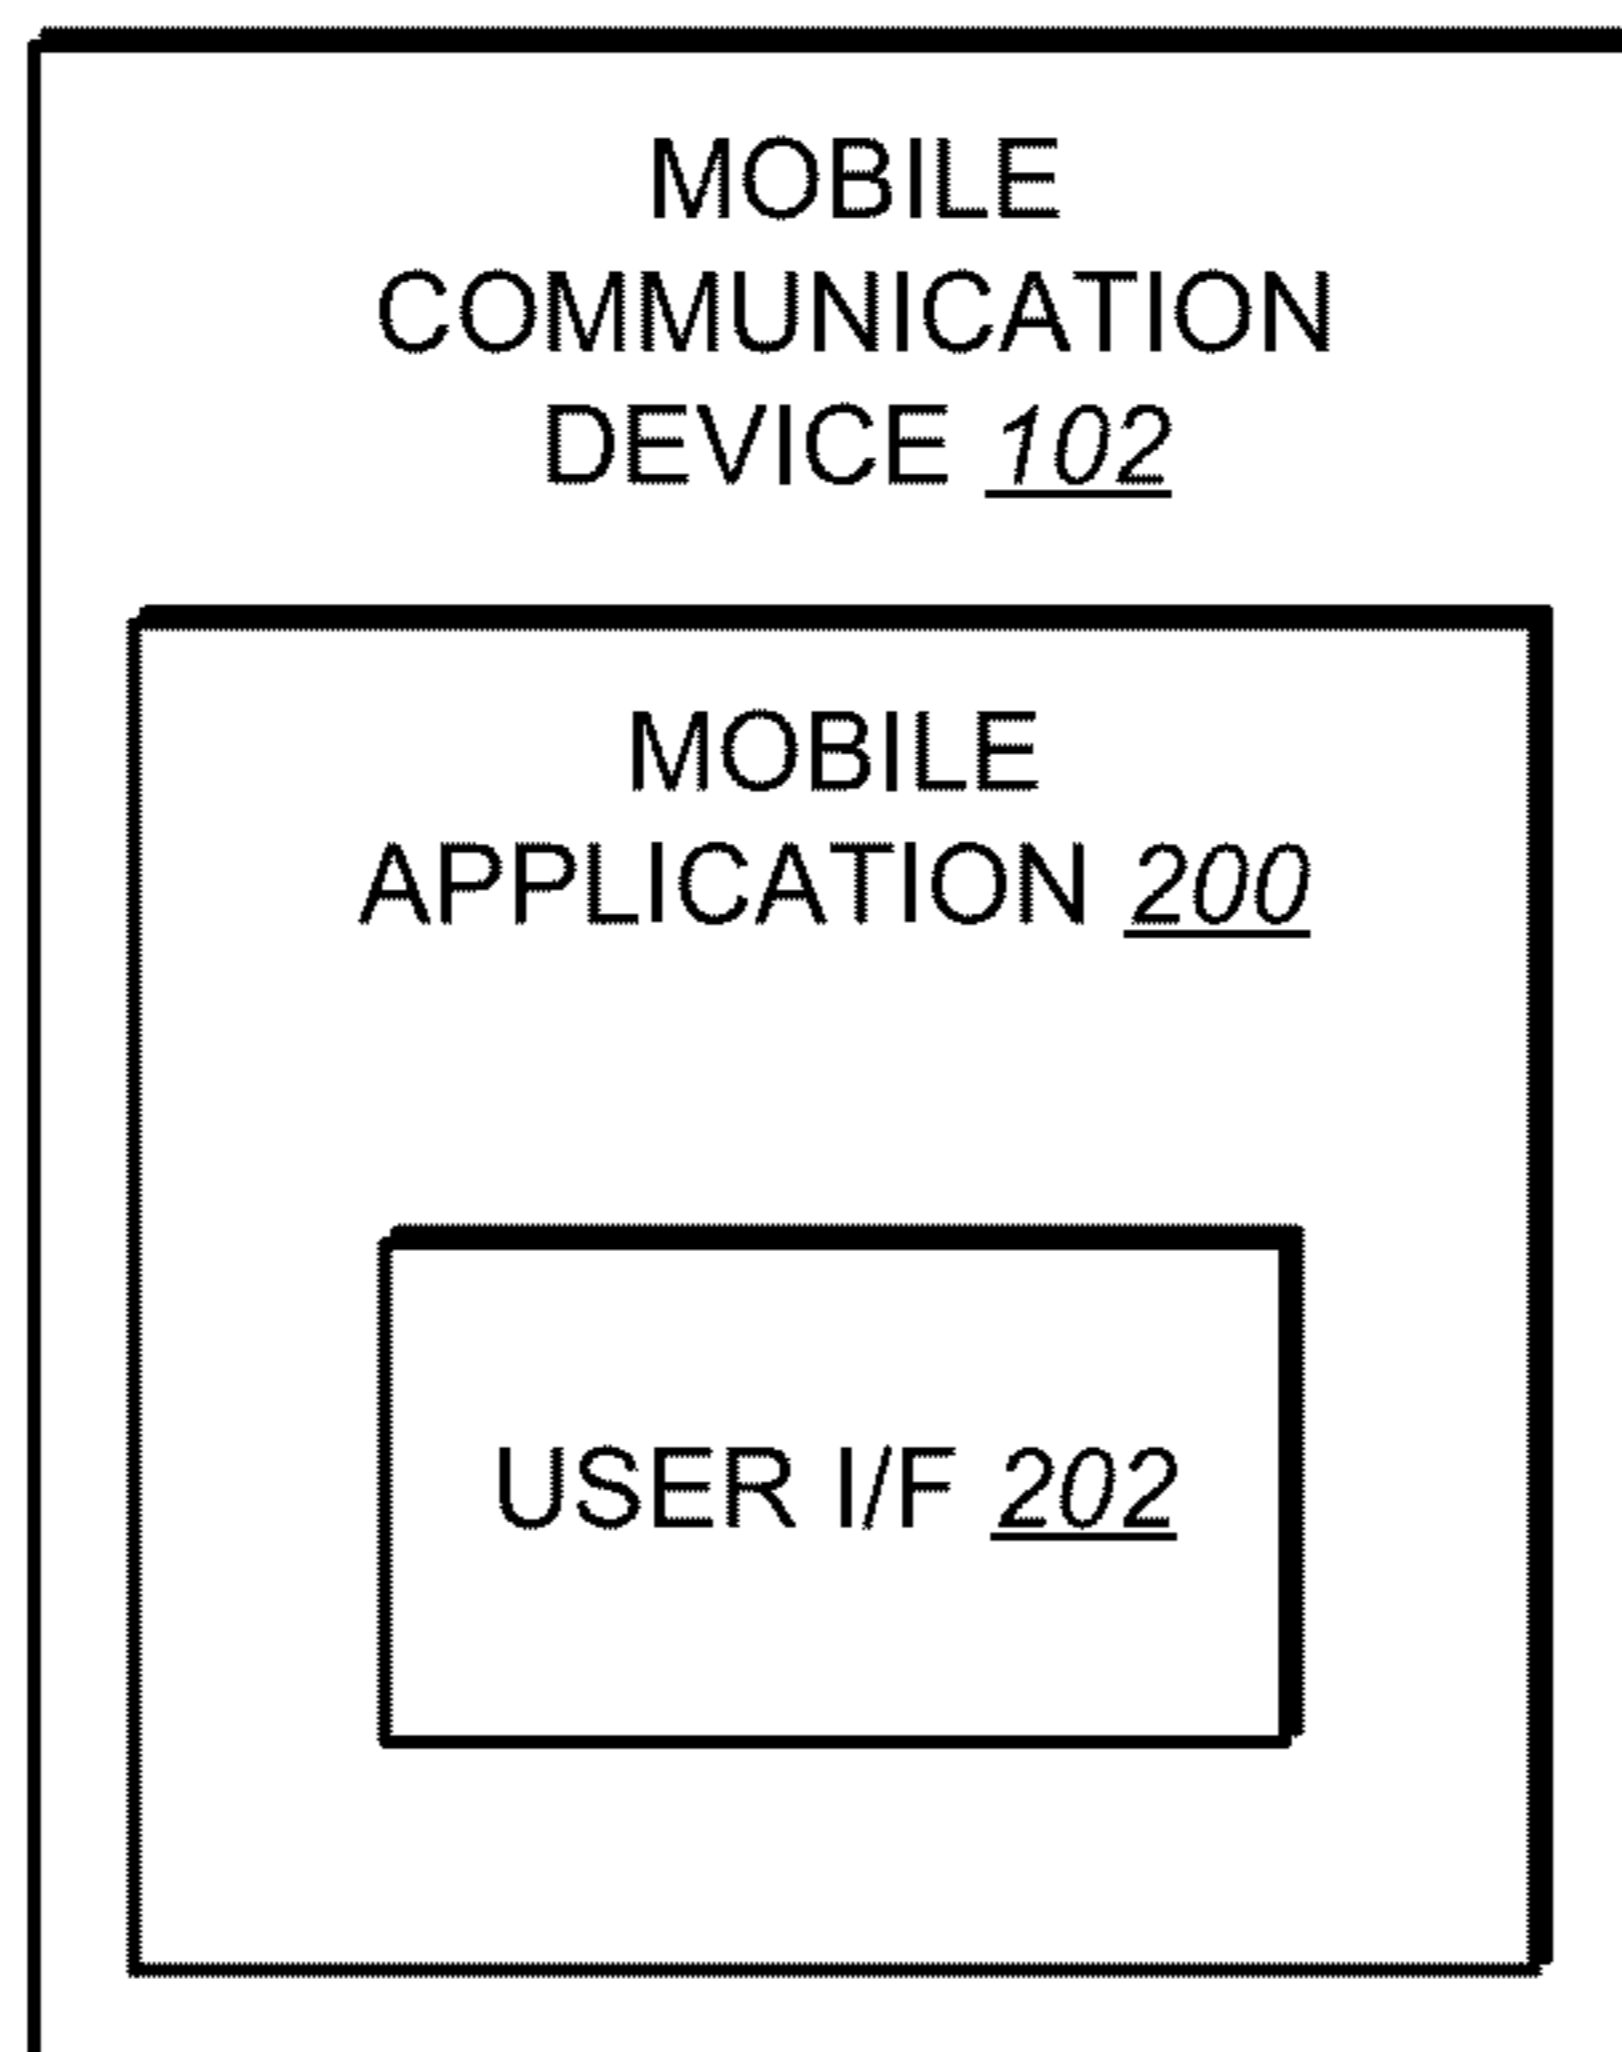 MOBILE
COMMUNICATION
DEVICE 102
MOBILE
APPLICATION 200
USER I/F 202